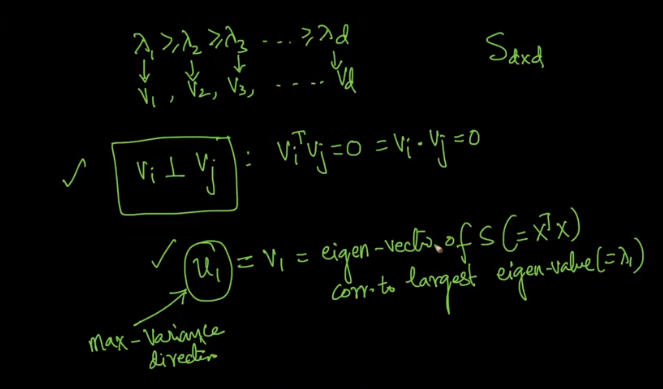 λ₁ ≥ λ₂ ≥ λ₃ ..... ≥ λd
S dxd
↓ ↓ ↓ ↓
V₁, V₂, V₃, ...... Vd
✓ Vi ⊥ Vj : ViᵀVj = 0 = Vi · Vj = 0
✓ u₁ = V₁ = eigen-vector of S (= XᵀX)
corr. to largest eigen-value (= λ₁)
max-variance
direction